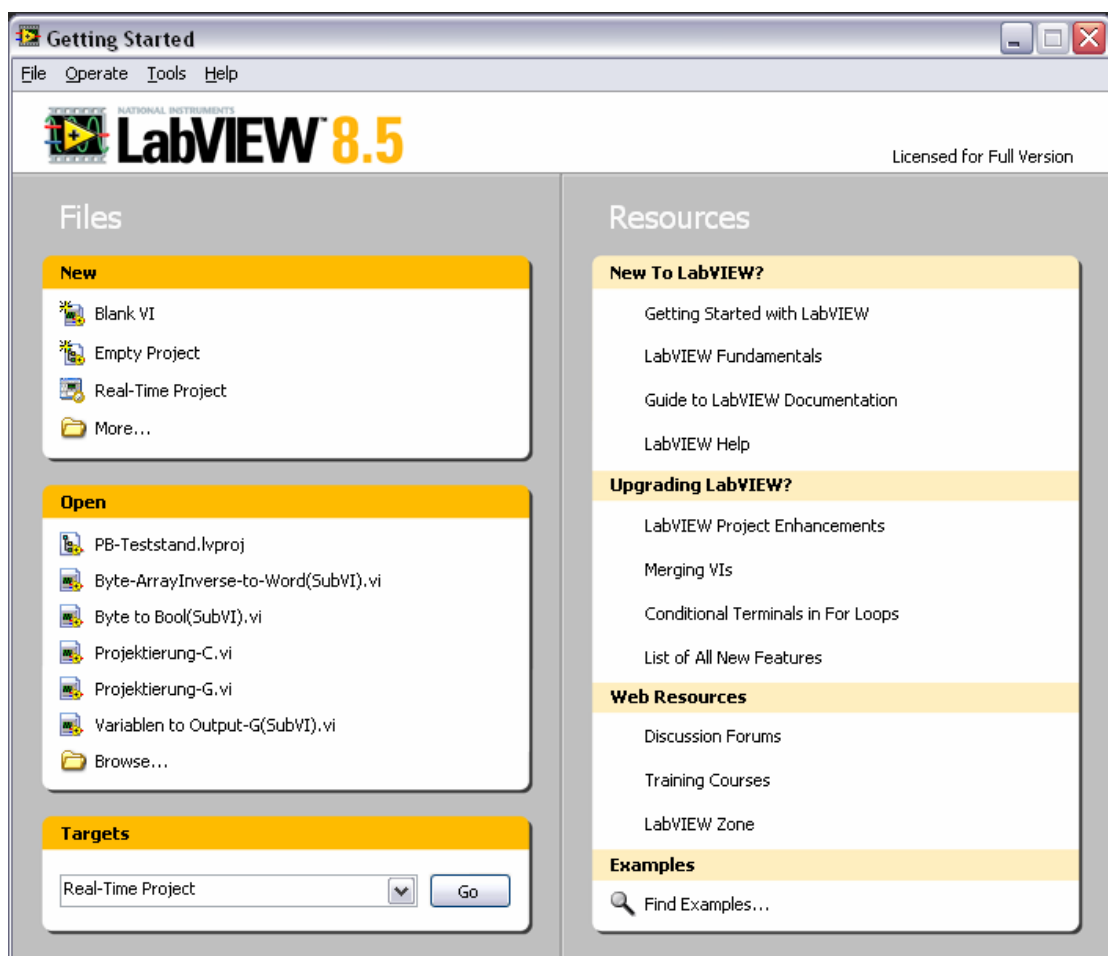 Getting Started
File Operate Tools Help
NATIONAL INSTRUMENTS
LabVIEW™ 8.5
Licensed for Full Version
Files
New
Blank VI
Empty Project
Real-Time Project
More...
Open
PB-Teststand.lvproj
Byte-ArrayInverse-to-Word(SubVI).vi
Byte to Bool(SubVI).vi
Projektierung-C.vi
Projektierung-G.vi
Variablen to Output-G(SubVI).vi
Browse...
Targets
Real-Time Project
Go
Resources
New To LabVIEW?
Getting Started with LabVIEW
LabVIEW Fundamentals
Guide to LabVIEW Documentation
LabVIEW Help
Upgrading LabVIEW?
LabVIEW Project Enhancements
Merging VIs
Conditional Terminals in For Loops
List of All New Features
Web Resources
Discussion Forums
Training Courses
LabVIEW Zone
Examples
Find Examples...